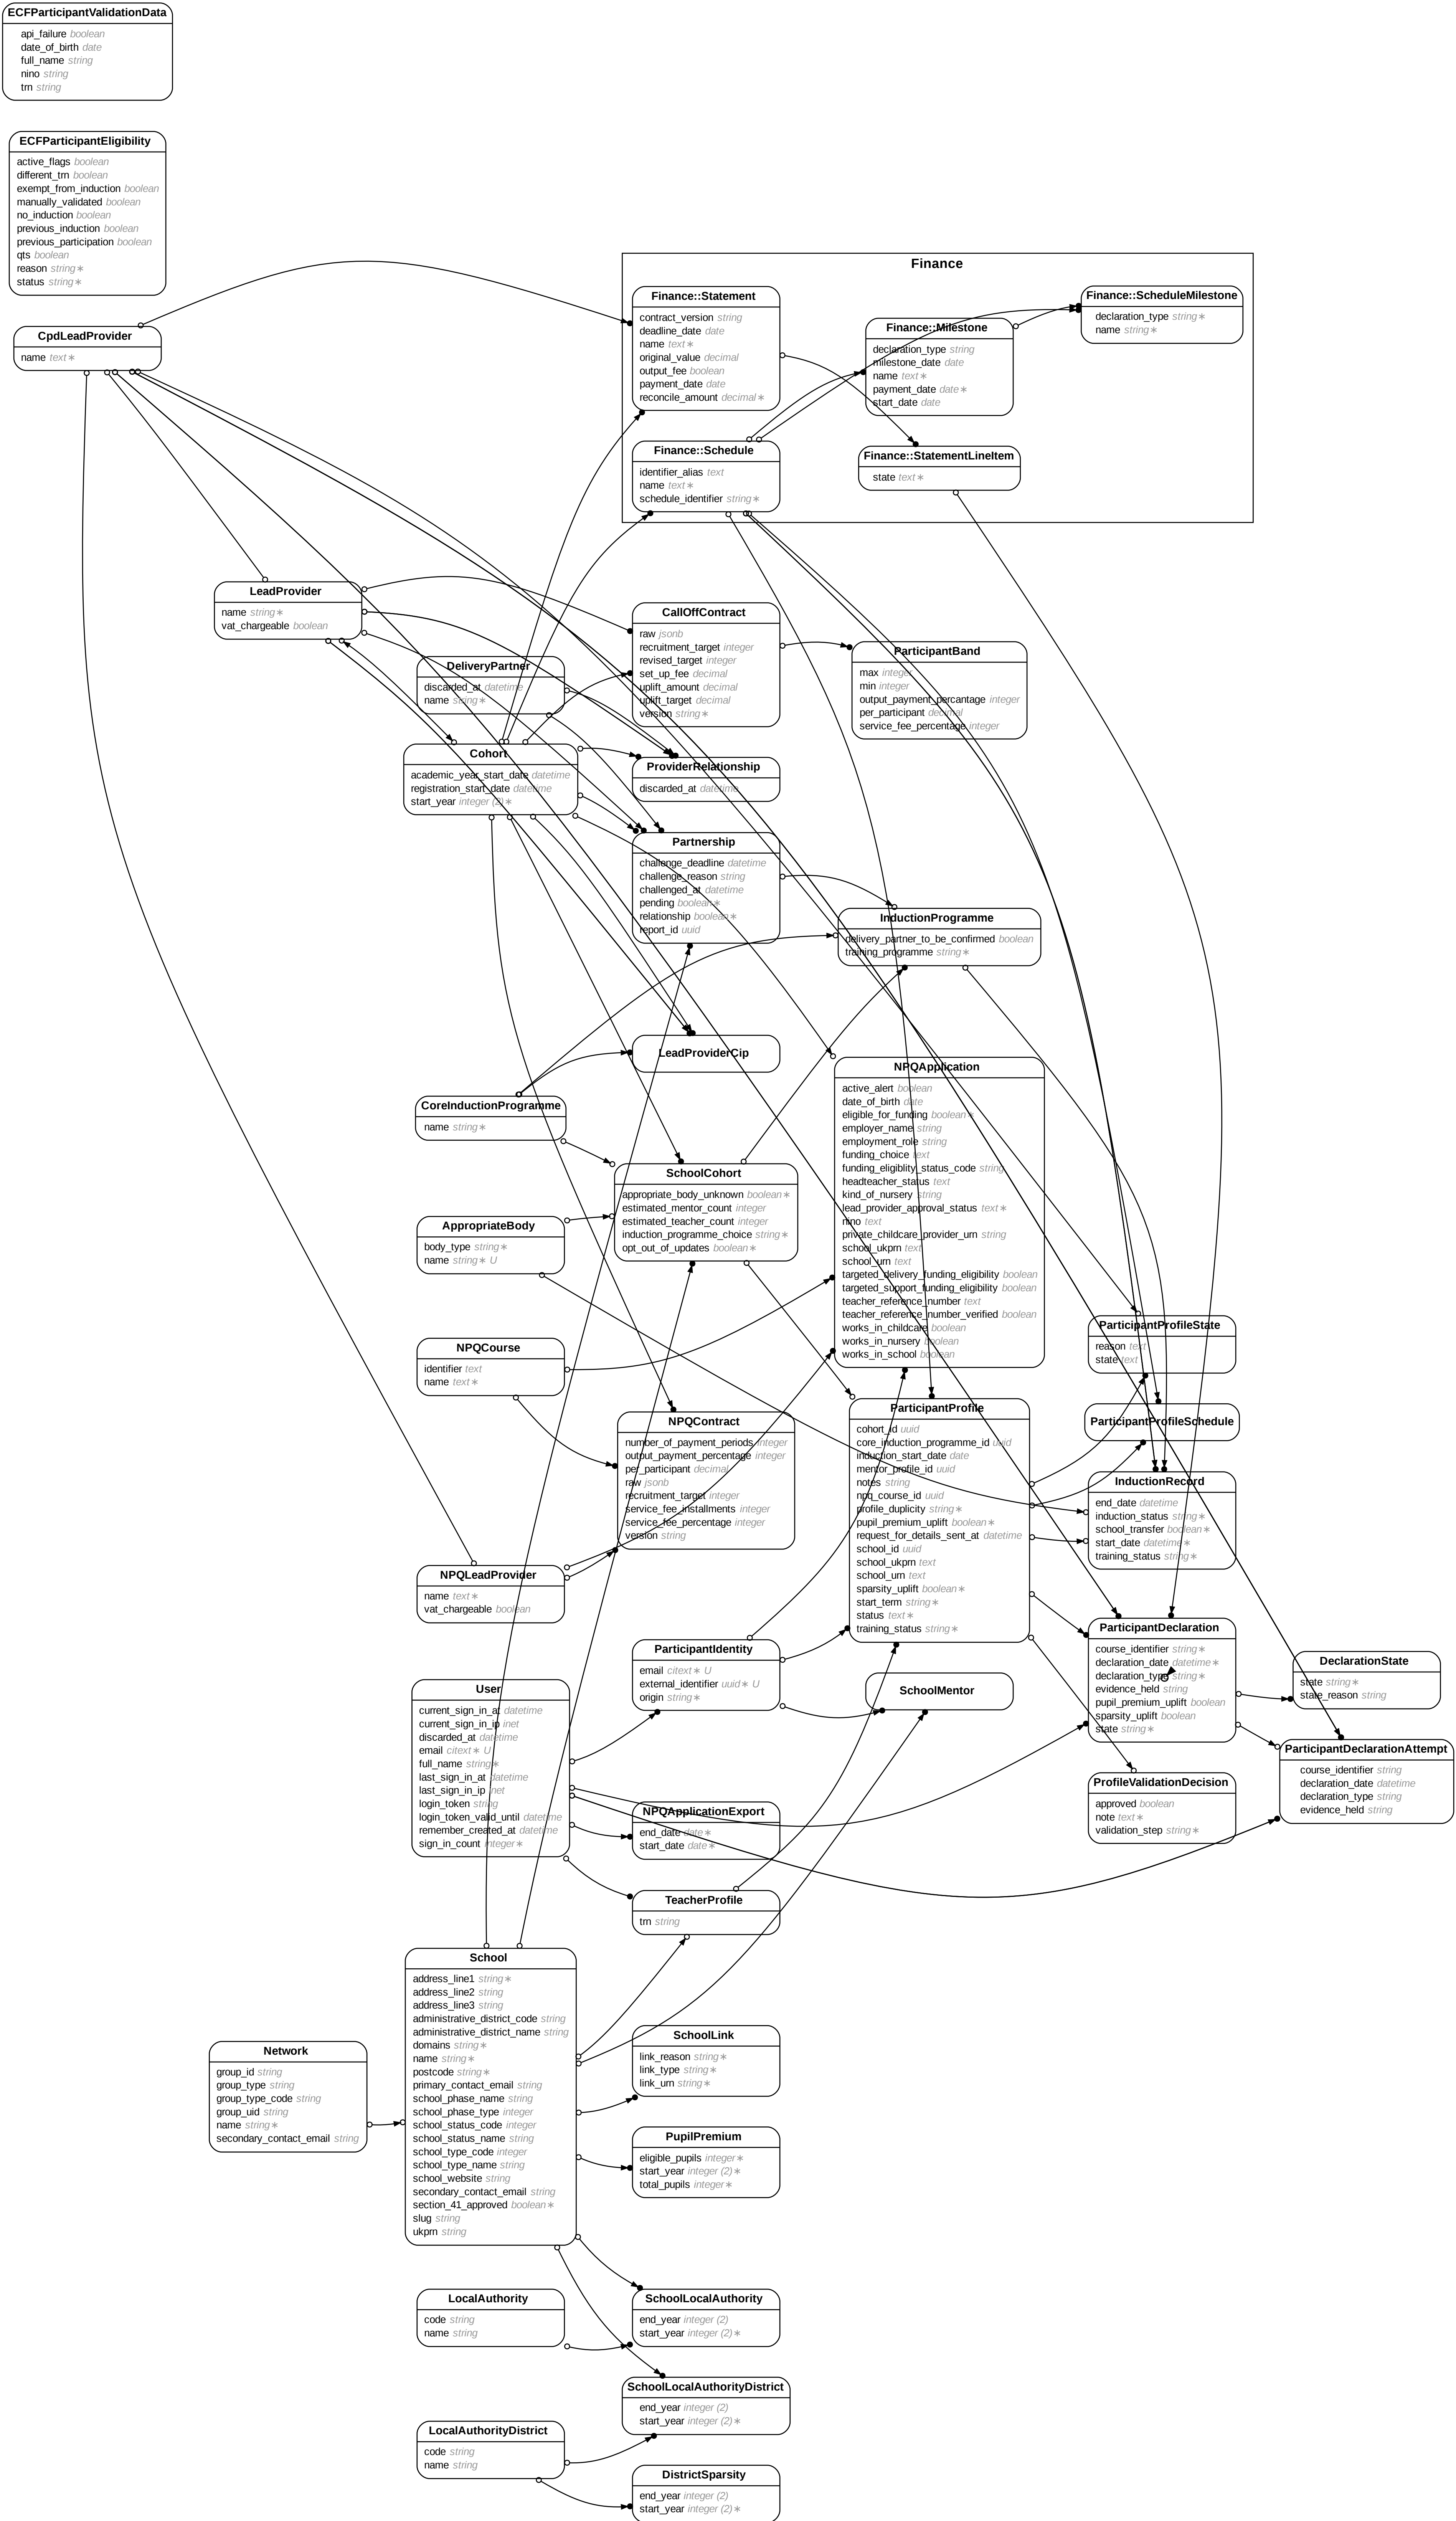 ECFParticipantValidationData
api_failure boolean
date_of_birth date
full_name string
nino string
trn string
ECFParticipantEligibility
active_flags boolean
different_trn boolean
exempt_from_induction boolean
manually_validated boolean
no_induction boolean
previous_induction boolean
previous_participation boolean
qts boolean
reason string∗
status string∗
CpdLeadProvider
name text∗
Finance
Finance::Statement
contract_version string
deadline_date date
name text∗
original_value decimal
output_fee boolean
payment_date date
reconcile_amount decimal∗
Finance::Milestone
declaration_type string
milestone_date date
name text∗
payment_date date∗
start_date date
Finance::ScheduleMilestone
declaration_type string∗
name string∗
Finance::Schedule
identifier_alias text
name text∗
schedule_identifier string∗
Finance::StatementLineItem
state text∗
LeadProvider
name string∗
vat_chargeable boolean
CallOffContract
raw jsonb
recruitment_target integer
revised_target integer
set_up_fee decimal
uplift_amount decimal
uplift_target decimal
version string∗
ParticipantBand
max integer
min integer
output_payment_percantage integer
per_participant decimal
service_fee_percentage integer
DeliveryPartner
discarded_at datetime
name string∗
Cohort
academic_year_start_date datetime
registration_start_date datetime
start_year integer (2)∗
ProviderRelationship
discarded_at datetime
Partnership
challenge_deadline datetime
challenge_reason string
challenged_at datetime
pending boolean∗
relationship boolean∗
report_id uuid
InductionProgramme
delivery_partner_to_be_confirmed boolean
training_programme string∗
LeadProviderCip
CoreInductionProgramme
name string∗
NPQApplication
active_alert boolean
date_of_birth date
eligible_for_funding boolean∗
employer_name string
employment_role string
funding_choice text
funding_eligiblity_status_code string
headteacher_status text
kind_of_nursery string
lead_provider_approval_status text∗
nino text
private_childcare_provider_urn string
school_ukprn text
school_urn text
targeted_delivery_funding_eligibility boolean
targeted_support_funding_eligibility boolean
teacher_reference_number text
teacher_reference_number_verified boolean
works_in_childcare boolean
works_in_nursery boolean
works_in_school boolean
SchoolCohort
appropriate_body_unknown boolean∗
estimated_mentor_count integer
estimated_teacher_count integer
induction_programme_choice string∗
opt_out_of_updates boolean∗
AppropriateBody
body_type string∗
name string∗ U
NPQCourse
identifier text
name text∗
ParticipantProfileState
reason text
state text
ParticipantProfileSchedule
NPQContract
number_of_payment_periods integer
output_payment_percentage integer
per_participant decimal
raw jsonb
recruitment_target integer
service_fee_installments integer
service_fee_percentage integer
version string
ParticipantProfile
cohort_id uuid
core_induction_programme_id uuid
induction_start_date date
mentor_profile_id uuid
notes string
npq_course_id uuid
profile_duplicity string∗
pupil_premium_uplift boolean∗
request_for_details_sent_at datetime
school_id uuid
school_ukprn text
school_urn text
sparsity_uplift boolean∗
start_term string∗
status text∗
training_status string∗
InductionRecord
end_date datetime
induction_status string∗
school_transfer boolean∗
start_date datetime∗
training_status string∗
NPQLeadProvider
name text∗
vat_chargeable boolean
ParticipantIdentity
email citext∗ U
external_identifier uuid∗ U
origin string∗
SchoolMentor
ParticipantDeclaration
course_identifier string∗
declaration_date datetime∗
declaration_type string∗
evidence_held string
pupil_premium_uplift boolean
sparsity_uplift boolean
state string∗
DeclarationState
state string∗
state_reason string
ParticipantDeclarationAttempt
course_identifier string
declaration_date datetime
declaration_type string
evidence_held string
ProfileValidationDecision
approved boolean
note text∗
validation_step string∗
User
current_sign_in_at datetime
current_sign_in_ip inet
discarded_at datetime
email citext∗ U
full_name string∗
last_sign_in_at datetime
last_sign_in_ip inet
login_token string
login_token_valid_until datetime
remember_created_at datetime
sign_in_count integer∗
NPQApplicationExport
end_date date∗
start_date date∗
TeacherProfile
trn string
School
address_line1 string∗
address_line2 string
address_line3 string
administrative_district_code string
administrative_district_name string
domains string∗
name string∗
postcode string∗
primary_contact_email string
school_phase_name string
school_phase_type integer
school_status_code integer
school_status_name string
school_type_code integer
school_type_name string
school_website string
secondary_contact_email string
section_41_approved boolean∗
slug string
ukprn string
Network
group_id string
group_type string
group_type_code string
group_uid string
name string∗
secondary_contact_email string
SchoolLink
link_reason string∗
link_type string∗
link_urn string∗
PupilPremium
eligible_pupils integer∗
start_year integer (2)∗
total_pupils integer∗
LocalAuthority
code string
name string
SchoolLocalAuthority
end_year integer (2)
start_year integer (2)∗
SchoolLocalAuthorityDistrict
end_year integer (2)
start_year integer (2)∗
LocalAuthorityDistrict
code string
name string
DistrictSparsity
end_year integer (2)
start_year integer (2)∗